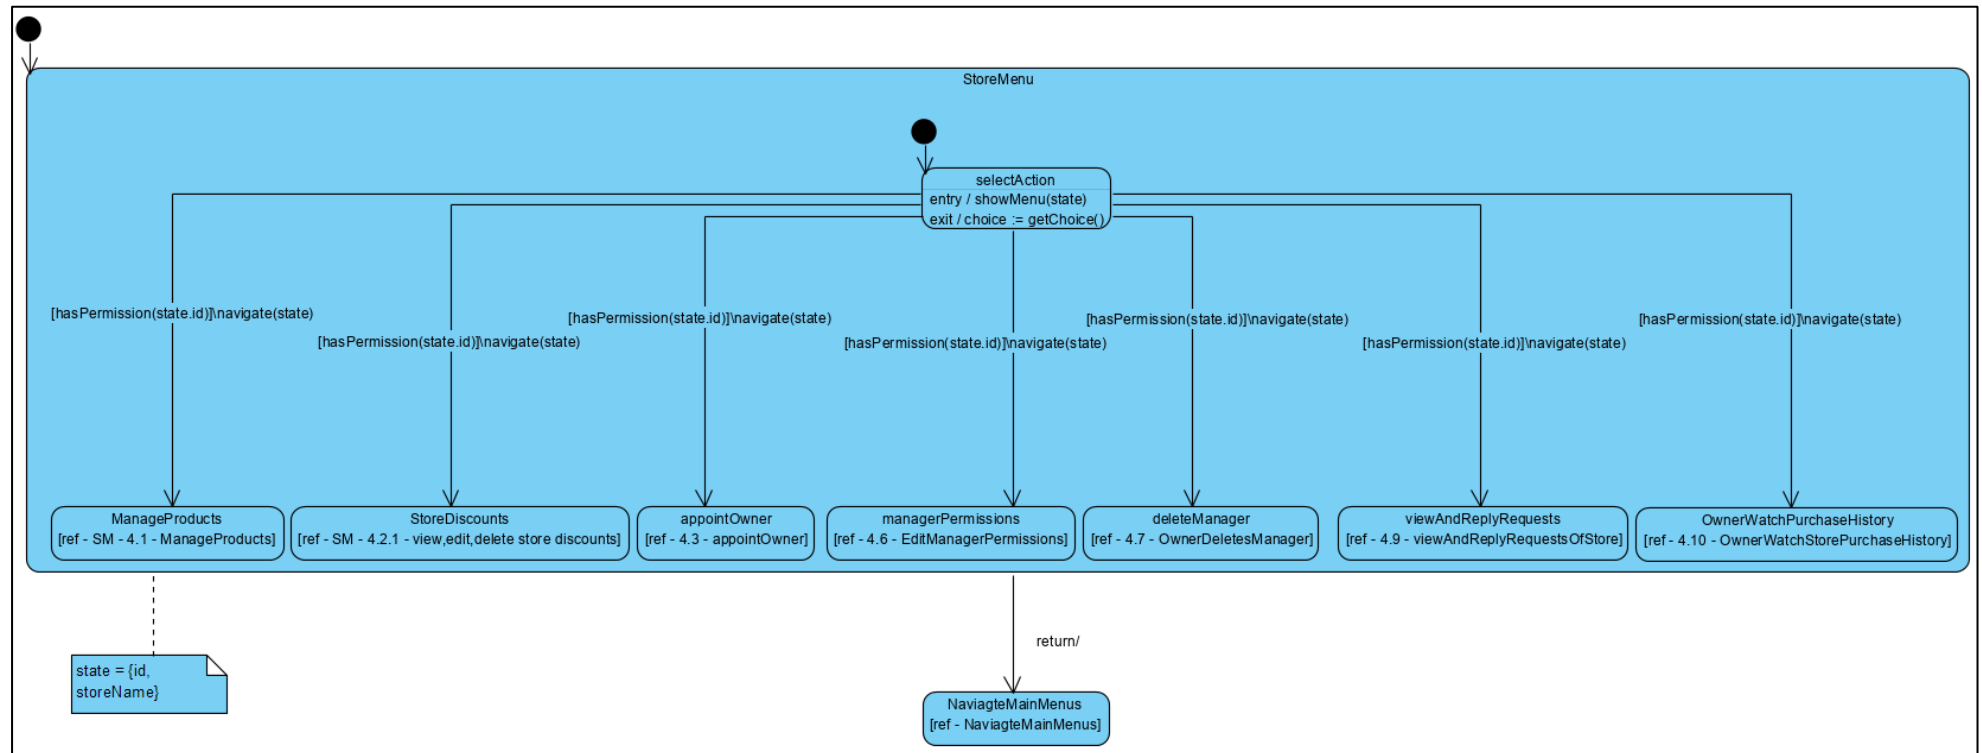 StoreMenu
selectAction
entry / showMenu(state)
exit / choice := getChoice()
[hasPermission(state.id)]\navigate(state)
[hasPermission(state.id)]\navigate(state)
[hasPermission(state.id)]\navigate(state)
[hasPermission(state.id)]\navigate(state)
[hasPermission(state.id)]\navigate(state)
[hasPermission(state.id)]\navigate(state)
[hasPermission(state.id)]\navigate(state)
ManageProducts
[ref - SM - 4.1 - ManageProducts]
StoreDiscounts
[ref - SM - 4.2.1 - view,edit,delete store discounts]
appointOwner
[ref - 4.3 - appointOwner]
managerPermissions
[ref - 4.6 - EditManagerPermissions]
deleteManager
[ref - 4.7 - OwnerDeletesManager]
viewAndReplyRequests
[ref - 4.9 - viewAndReplyRequestsOfStore]
OwnerWatchPurchaseHistory
[ref - 4.10 - OwnerWatchStorePurchaseHistory]
return/
state = {id,
storeName}
NaviagteMainMenus
[ref - NaviagteMainMenus]